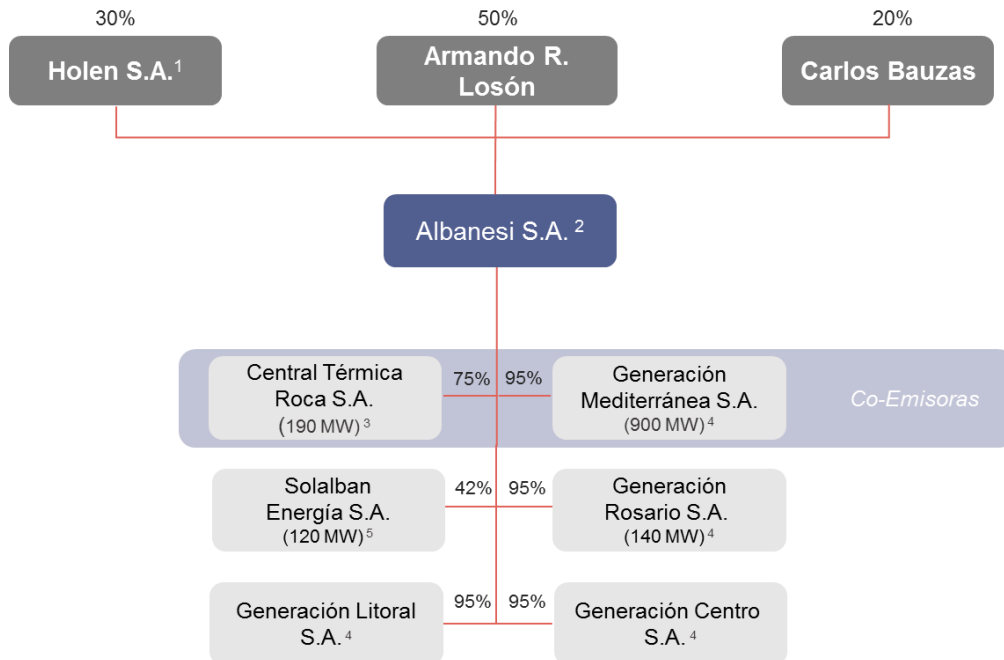 30%
50%
20%
Holen S.A.¹
Armando R.
Losón
Carlos Bauzas
Albanesi S.A. ²
Central Térmica
Roca S.A.
(190 MW) ³
75%
95%
Generación
Mediterránea S.A.
(900 MW) ⁴
Co-Emisoras
Solalban
Energía S.A.
(120 MW) ⁵
42%
95%
Generación
Rosario S.A.
(140 MW) ⁴
Generación Litoral
S.A. ⁴
95%
95%
Generación Centro
S.A. ⁴